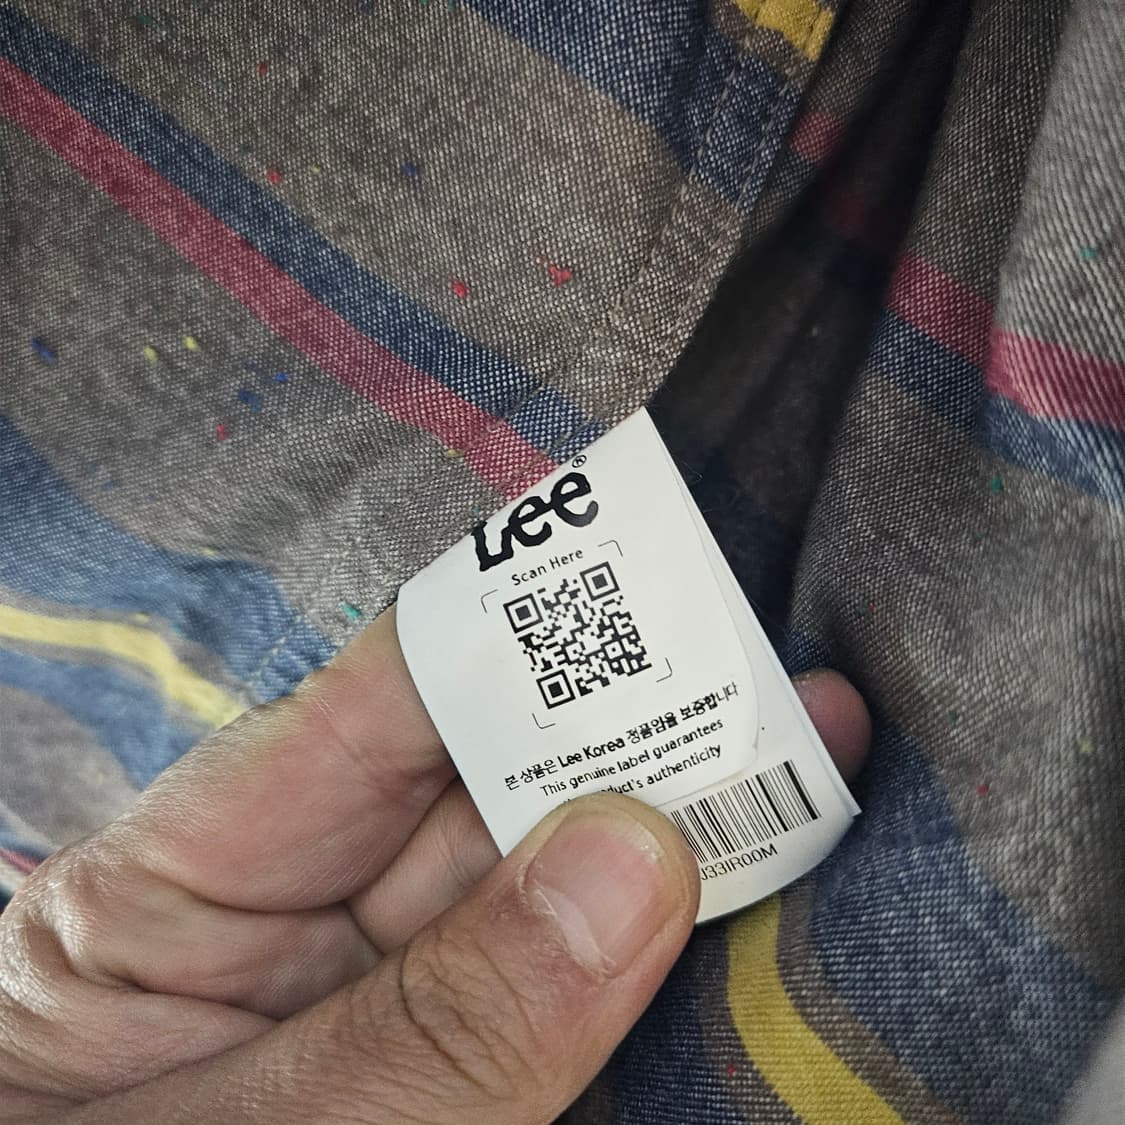 Lee®
Scan Here
본 상품은 Lee Korea 정품임을 보증합니다
This genuine label guarantees
product's authenticity
J33IR00M